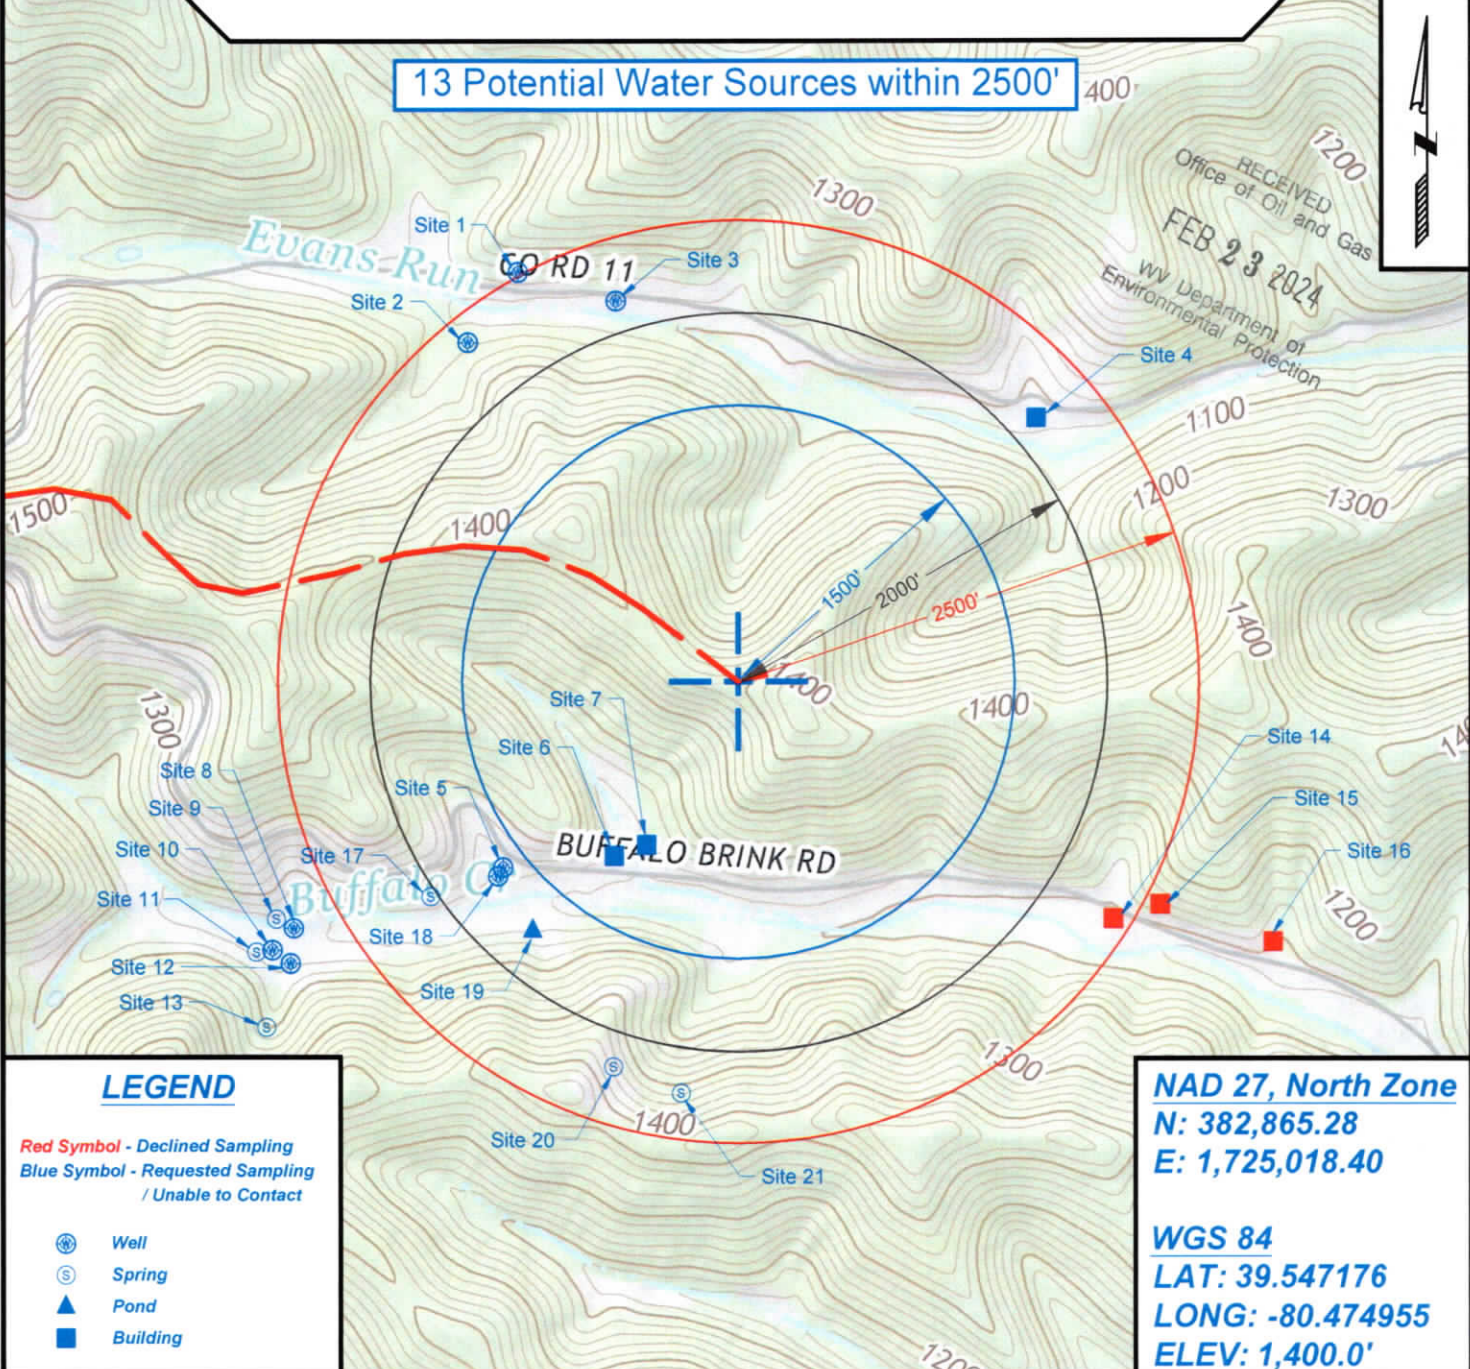 13 Potential Water Sources within 2500'
400
1200
RECEIVED
Office of Oil and Gas
FEB 23 2024
WV Department of
Environmental Protection
1300
Site 1
Evans Run
CO RD 11
Site 3
Site 2
Site 4
1100
1200
1300
1500
1400
1500'
2000'
2500'
1400
1400
1400
1300
Site 7
Site 6
Site 14
Site 8
Site 5
Site 15
Site 9
Site 10
Site 17
BUFFALO BRINK RD
Site 16
Buffalo Cr
Site 11
1200
Site 18
Site 12
Site 19
Site 13
1300
1400
Site 20
Site 21
LEGEND
Red Symbol - Declined Sampling
Blue Symbol - Requested Sampling
/ Unable to Contact
W Well
S Spring
Pond
Building
NAD 27, North Zone
N: 382,865.28
E: 1,725,018.40
WGS 84
LAT: 39.547176
LONG: -80.474955
ELEV: 1,400.0'
1200